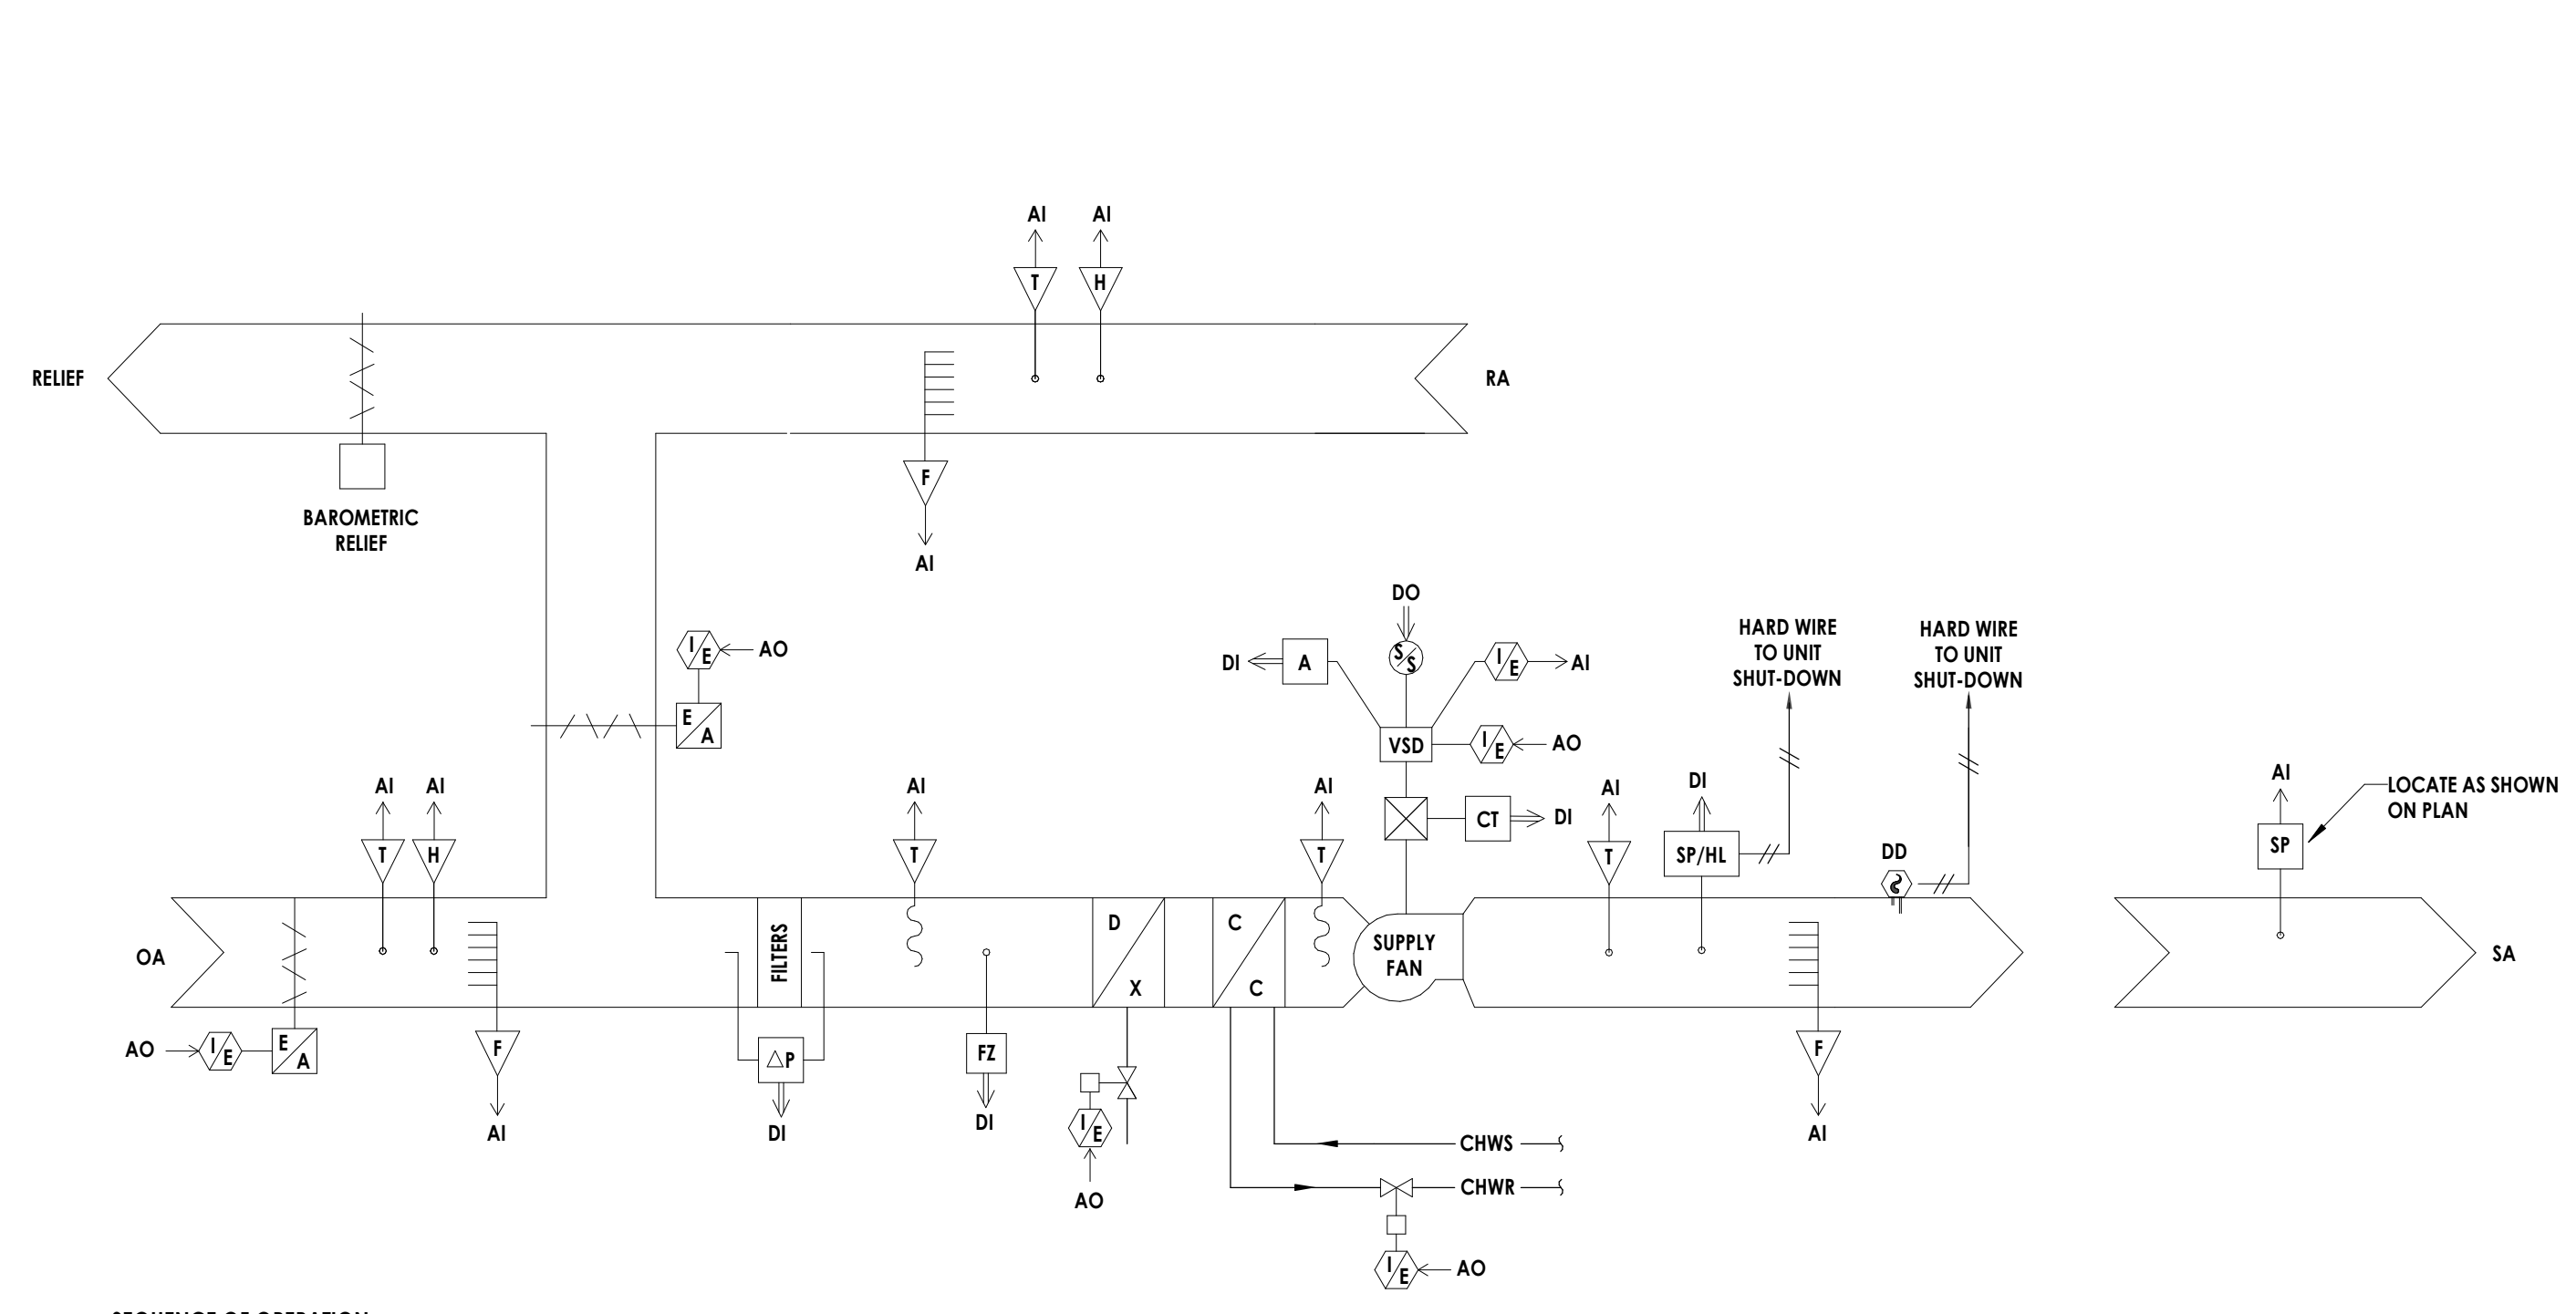 AI AI
T H
RELIEF
RA
F
BAROMETRIC
RELIEF
AI
DO
HARD WIRE
TO UNIT
SHUT-DOWN
HARD WIRE
TO UNIT
SHUT-DOWN
I/E AO
DI A S/S I/E AI
E/A
VSD I/E AO
AI AI
AI
AI
AI
DI
AI
LOCATE AS SHOWN
ON PLAN
CT DI
T H
T
T
T
SP/HL
DD
SP
OA
FILTERS
D/X
C/C
SUPPLY
FAN
SA
AO I/E E/A
F
△P
FZ
F
AI
DI
DI
I/E
AO
AI
CHWS
CHWR
I/E AO